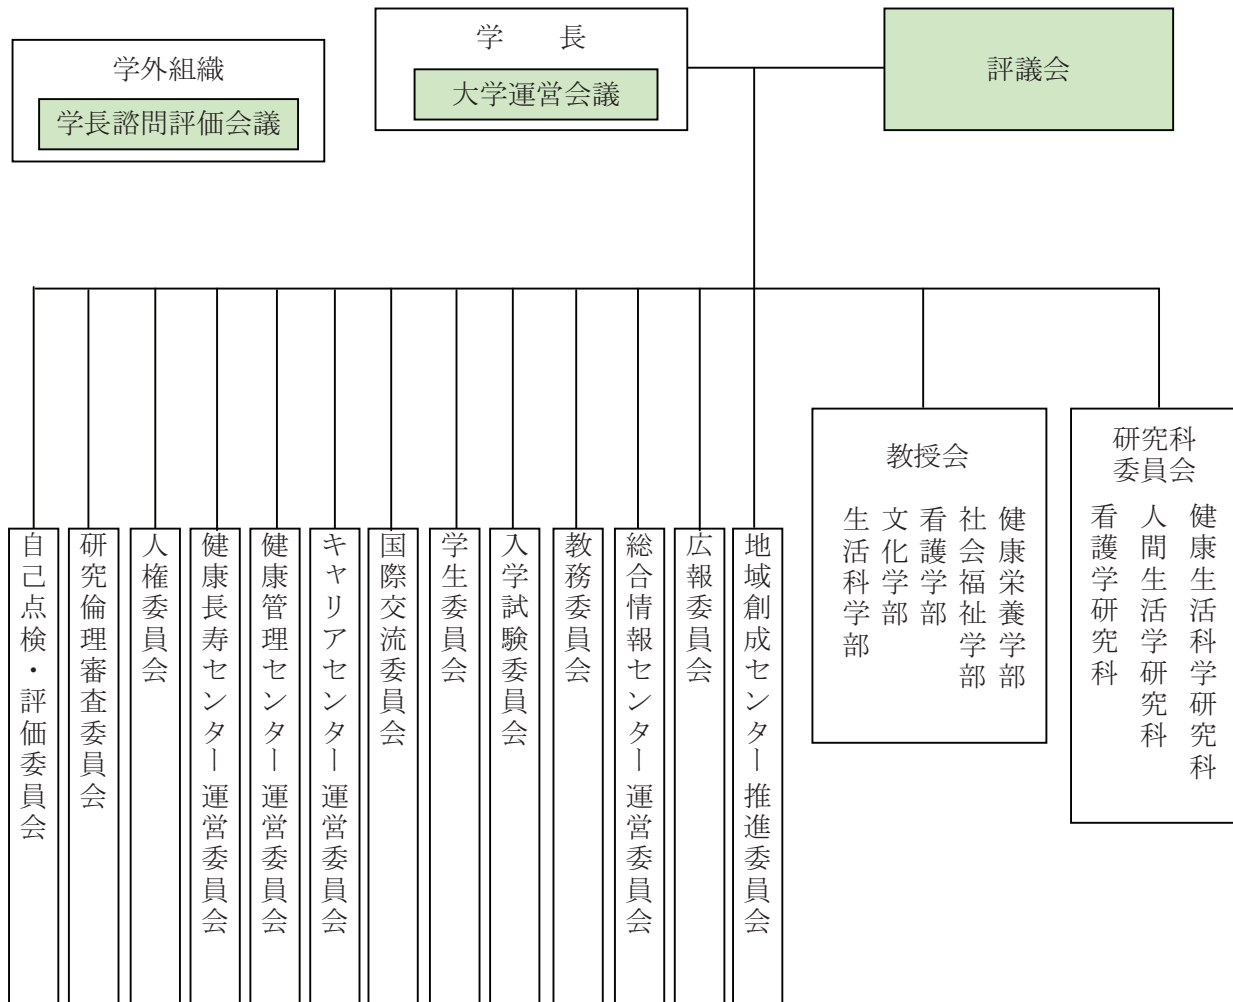 学外組織
学長諮問評価会議
学　　長
大学運営会議
評議会
自己点検・評価委員会
研究倫理審査委員会
人権委員会
健康長寿センター運営委員会
健康管理センター運営委員会
キャリアセンター運営委員会
国際交流委員会
学生委員会
入学試験委員会
教務委員会
総合情報センター運営委員会
広報委員会
地域創成センター推進委員会
教授会
生活科学部
文化学部
看護学部
社会福祉学部
健康栄養学部
研究科
委員会
看護学研究科
人間生活学研究科
健康生活科学研究科